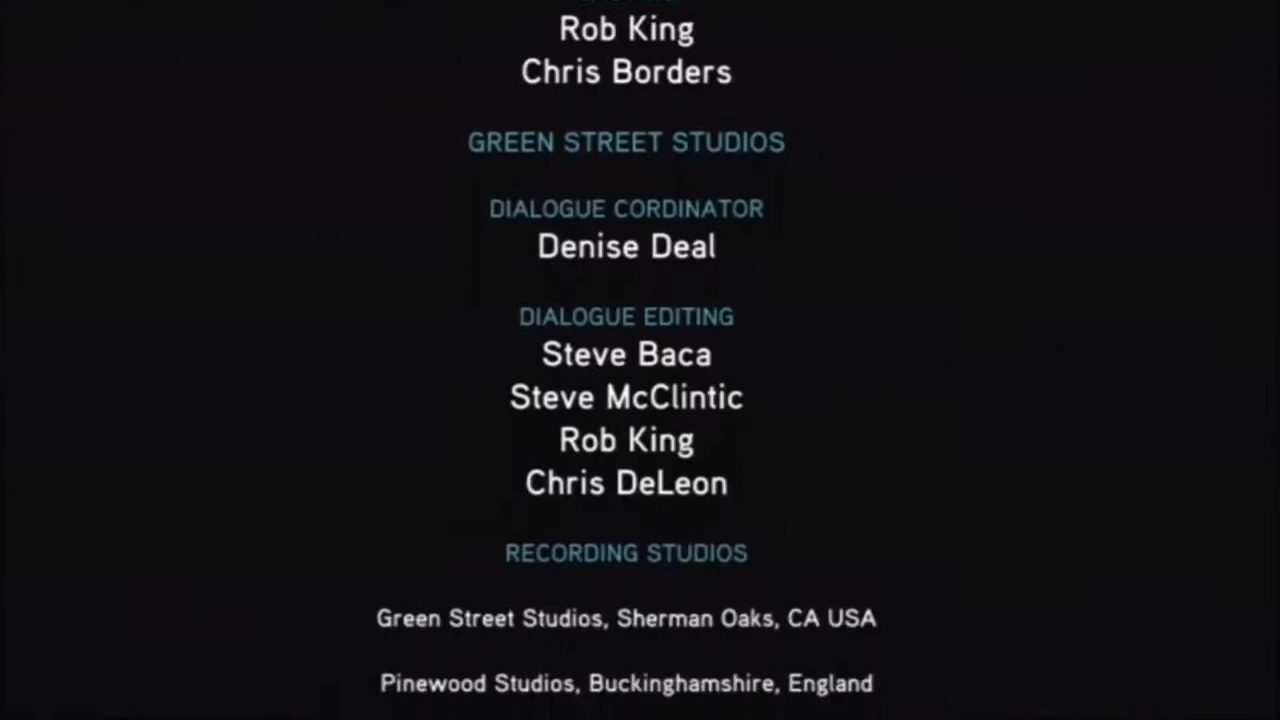 Rob King
Chris Borders
GREEN STREET STUDIOS
DIALOGUE CORDINATOR
Denise Deal
DIALOGUE EDITING
Steve Baca
Steve McClintic
Rob King
Chris DeLeon
RECORDING STUDIOS
Green Street Studios, Sherman Oaks, CA USA
Pinewood Studios, Buckinghamshire, England